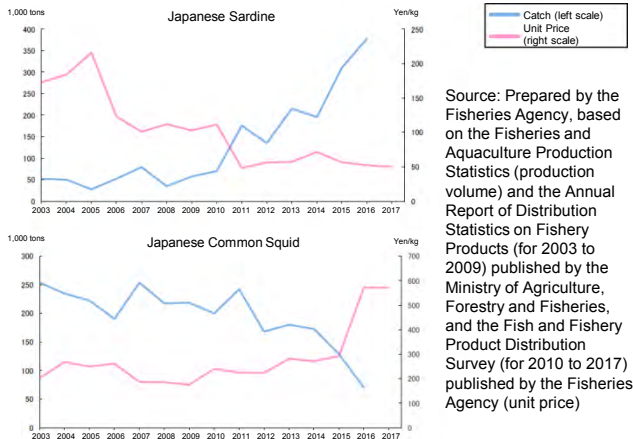 1,000 tons
Japanese Sardine
Yen/kg
400
350
300
250
200
150
100
50
0
250
200
150
100
50
0
2003 2004 2005 2006 2007 2008 2009 2010 2011 2012 2013 2014 2015 2016 2017
Catch (left scale)
Unit Price
(right scale)
Source: Prepared by the
Fisheries Agency, based
on the Fisheries and
Aquaculture Production
Statistics (production
volume) and the Annual
Report of Distribution
Statistics on Fishery
Products (for 2003 to
2009) published by the
Ministry of Agriculture,
Forestry and Fisheries,
and the Fish and Fishery
Product Distribution
Survey (for 2010 to 2017)
published by the Fisheries
Agency (unit price)
1,000 tons
Japanese Common Squid
Yen/kg
300
250
200
150
100
50
0
700
600
500
400
300
200
100
0
2003 2004 2005 2006 2007 2008 2009 2010 2011 2012 2013 2014 2015 2016 2017